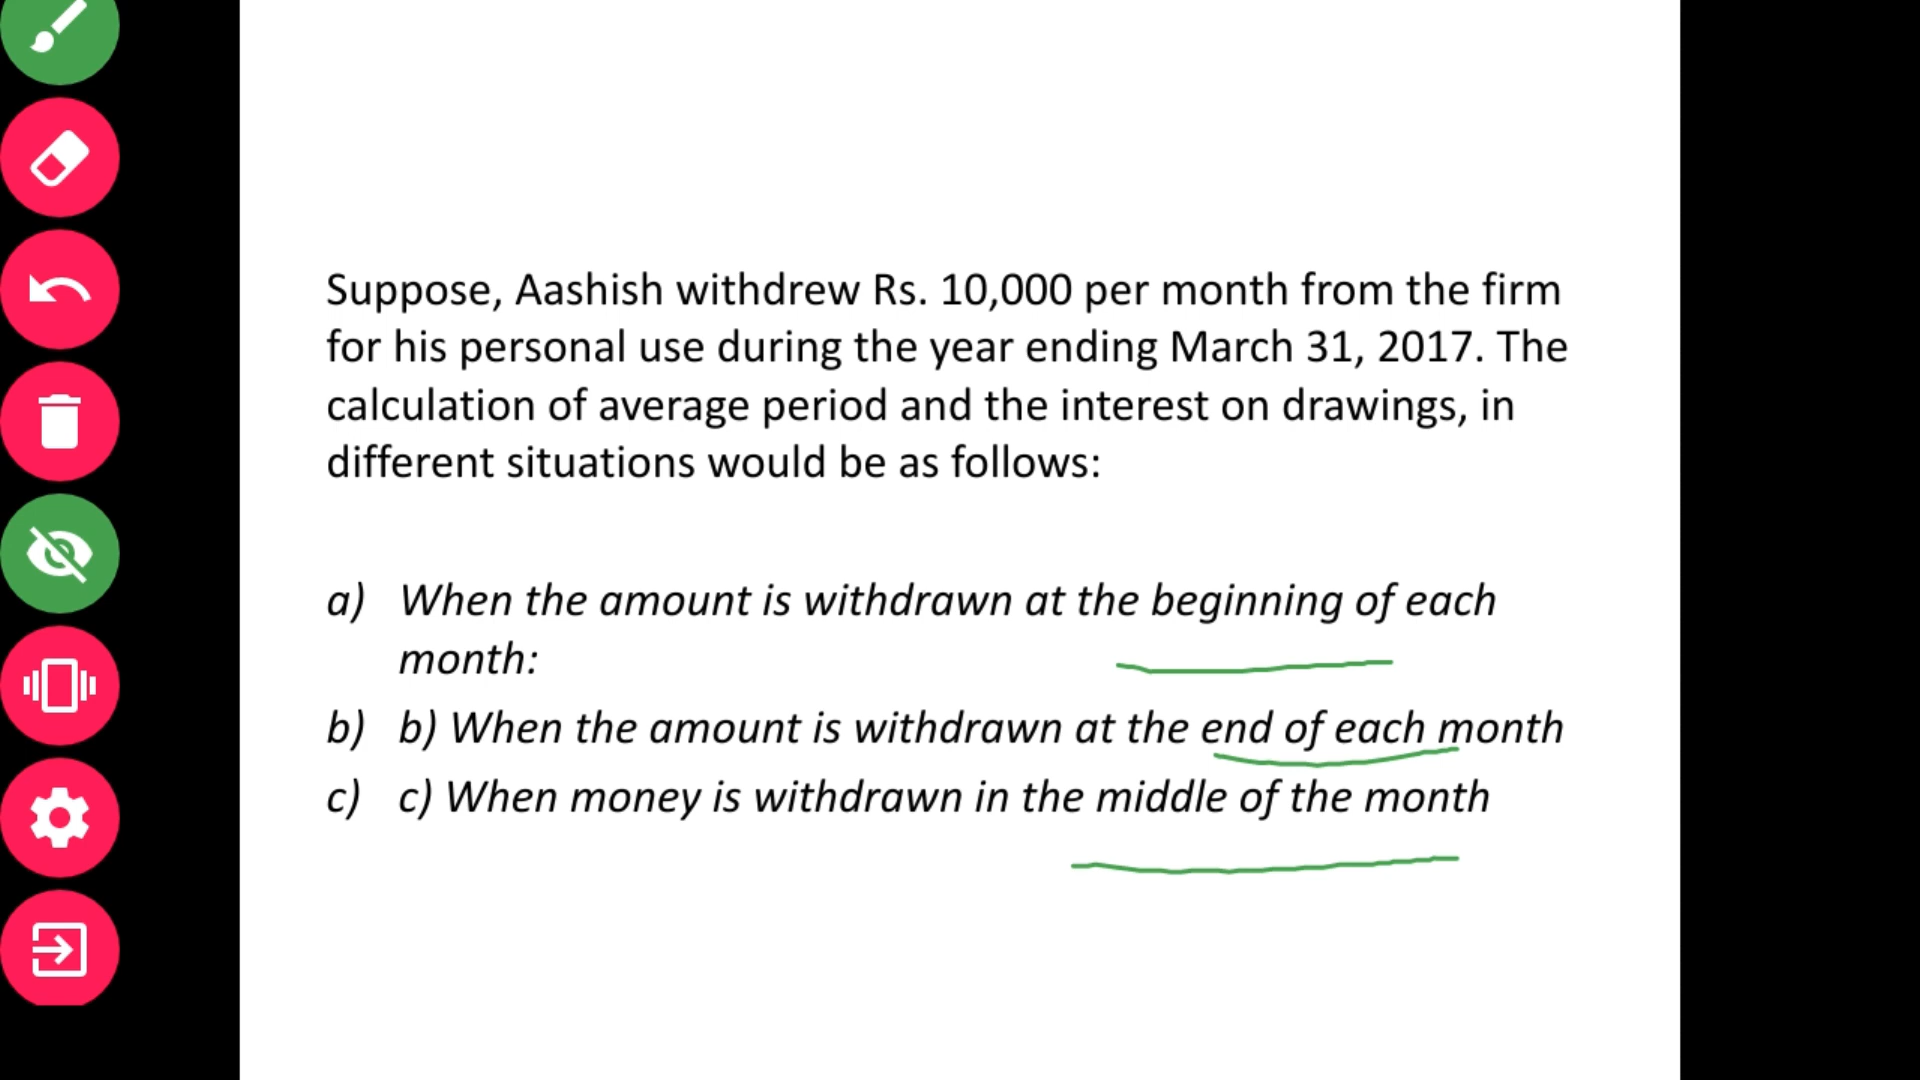 Suppose, Aashish withdrew Rs. 10,000 per month from the firm
for his personal use during the year ending March 31, 2017. The
calculation of average period and the interest on drawings, in
different situations would be as follows:
a) When the amount is withdrawn at the beginning of each
month:
b) b) When the amount is withdrawn at the end of each month
c) c) When money is withdrawn in the middle of the month